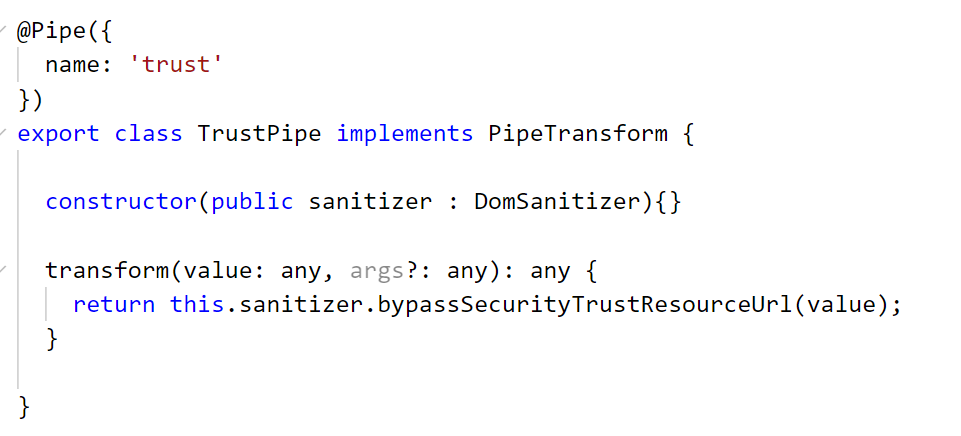 @Pipe({
  name: 'trust'
})
export class TrustPipe implements PipeTransform {
  constructor(public sanitizer : DomSanitizer){}
  transform(value: any, args?: any): any {
    return this.sanitizer.bypassSecurityTrustResourceUrl(value);
  }
}